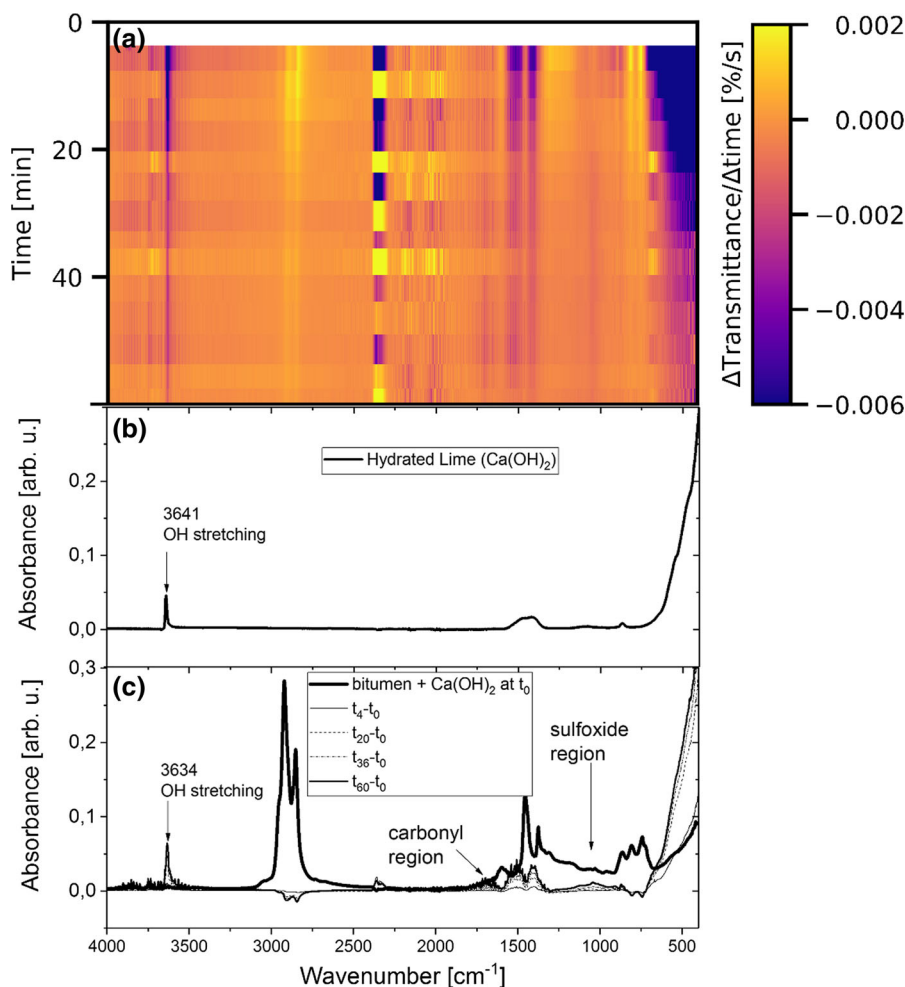 (a)
0
20
40
Time [min]
0.002
0.000
−0.002
−0.004
−0.006
ΔTransmittance/Δtime [%/s]
(b)
Hydrated Lime (Ca(OH)₂)
3641
OH stretching
0,2
0,1
0,0
Absorbance [arb. u.]
(c)
bitumen + Ca(OH)₂ at t₀
t₄-t₀
t₂₀-t₀
t₃₆-t₀
t₆₀-t₀
3634
OH stretching
carbonyl
region
sulfoxide
region
0,3
0,2
0,1
0,0
Absorbance [arb. u.]
4000 3500 3000 2500 2000 1500 1000 500
Wavenumber [cm⁻¹]